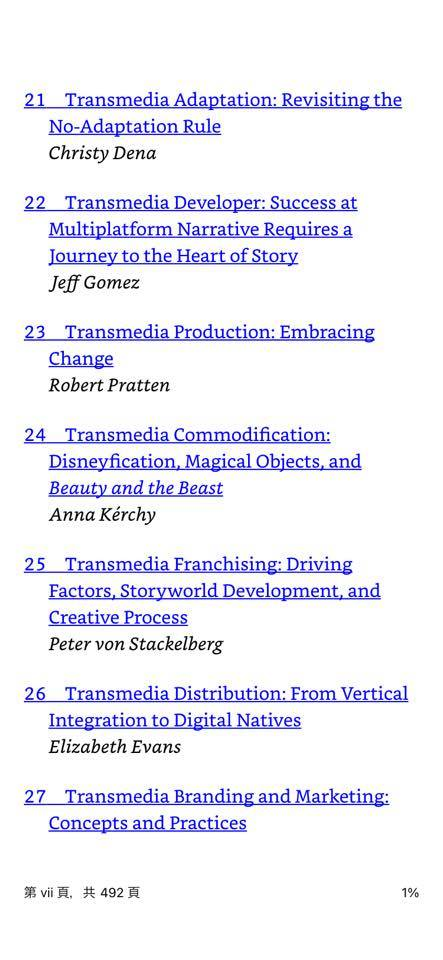 21 Transmedia Adaptation: Revisiting the
No-Adaptation Rule
Christy Dena
22 Transmedia Developer: Success at
Multiplatform Narrative Requires a
Journey to the Heart of Story
Jeff Gomez
23 Transmedia Production: Embracing
Change
Robert Pratten
24 Transmedia Commodification:
Disneyfication, Magical Objects, and
Beauty and the Beast
Anna Kérchy
25 Transmedia Franchising: Driving
Factors, Storyworld Development, and
Creative Process
Peter von Stackelberg
26 Transmedia Distribution: From Vertical
Integration to Digital Natives
Elizabeth Evans
27 Transmedia Branding and Marketing:
Concepts and Practices
第 vii 頁，共 492 頁 1%